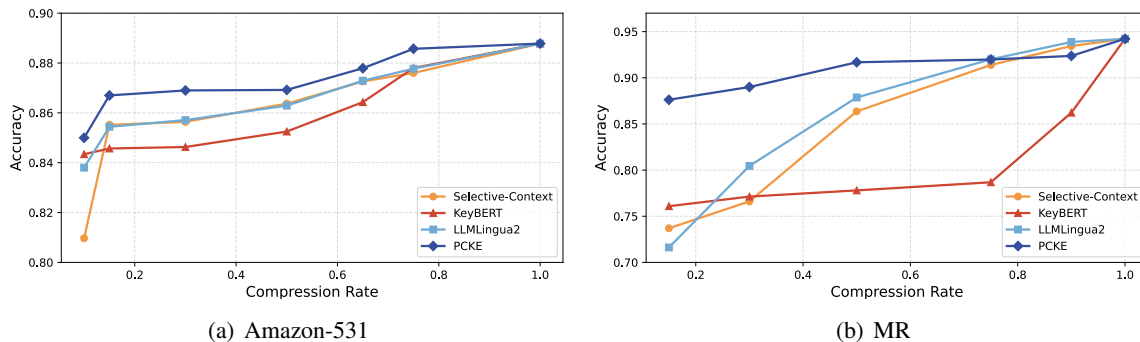 0.90
0.88
0.86
0.84
0.82
0.80
Accuracy
0.2 0.4 0.6 0.8 1.0
Compression Rate
Selective-Context
KeyBERT
LLMLingua2
PCKE
(a) Amazon-531
0.95
0.90
0.85
0.80
0.75
0.70
Accuracy
0.2 0.4 0.6 0.8 1.0
Compression Rate
Selective-Context
KeyBERT
LLMLingua2
PCKE
(b) MR